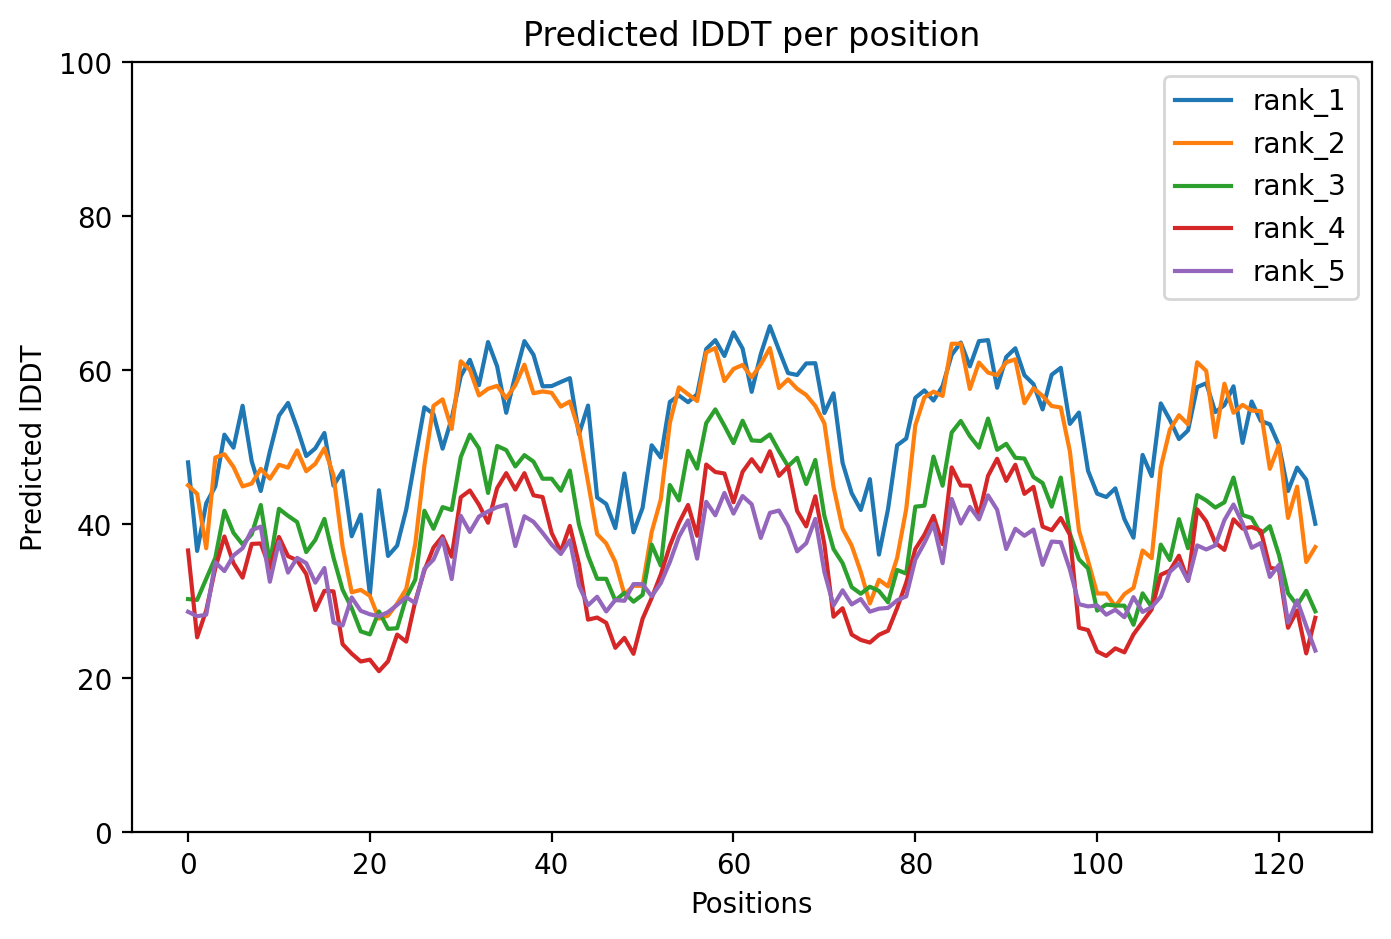 Predicted lDDT per position
100
80
60
40
20
0
Predicted lDDT
0 20 40 60 80 100 120
Positions
rank_1
rank_2
rank_3
rank_4
rank_5